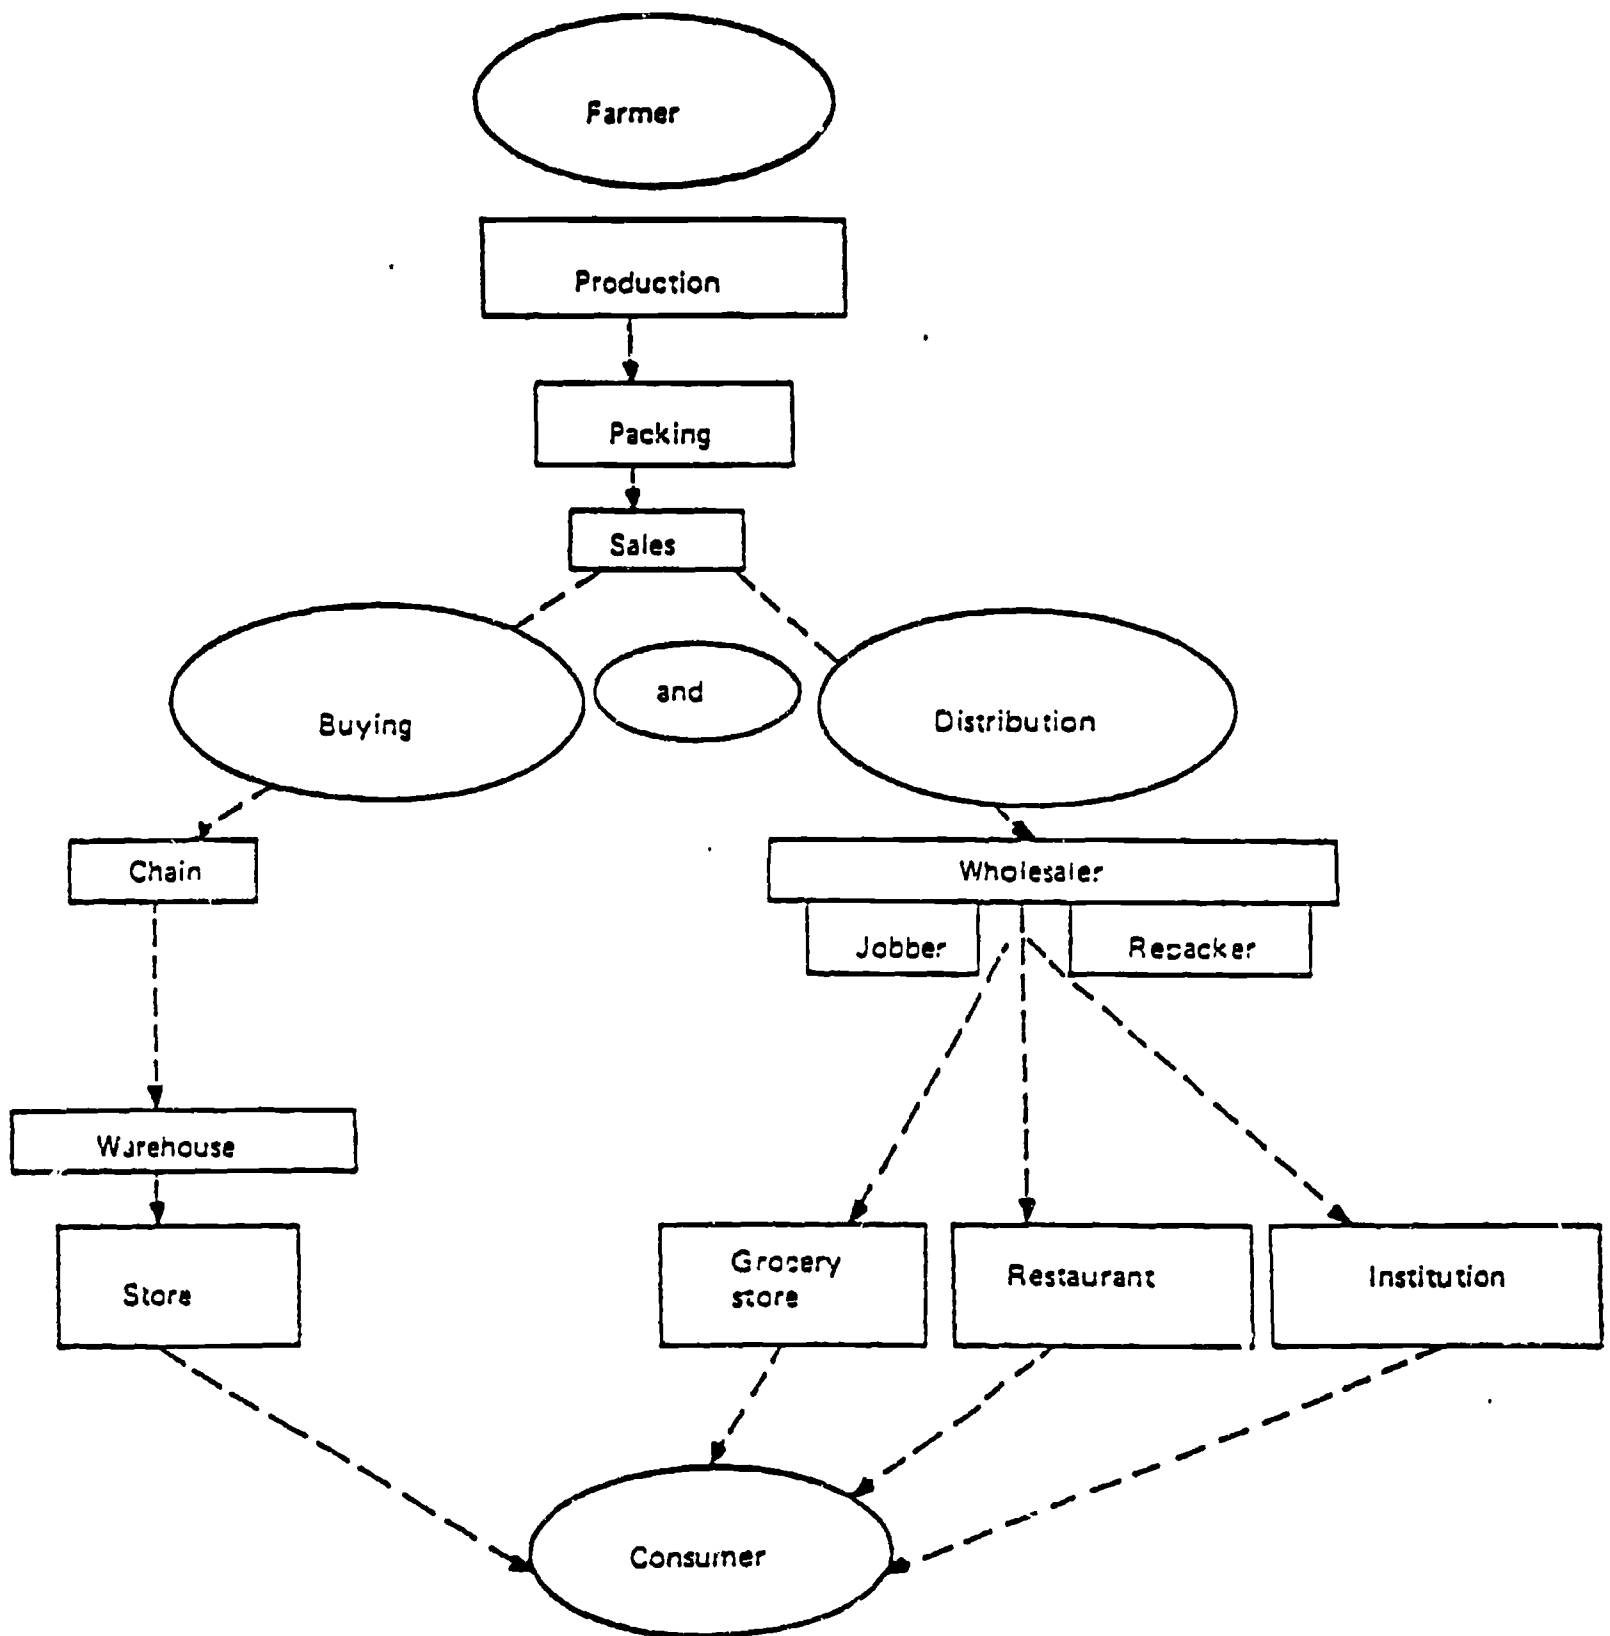 Farmer
Production
Packing
Sales
Buying
and
Distribution
Chain
Wholesaler
Jobber
Repacker
Warehouse
Store
Grocery
store
Restaurant
Institution
Consumer